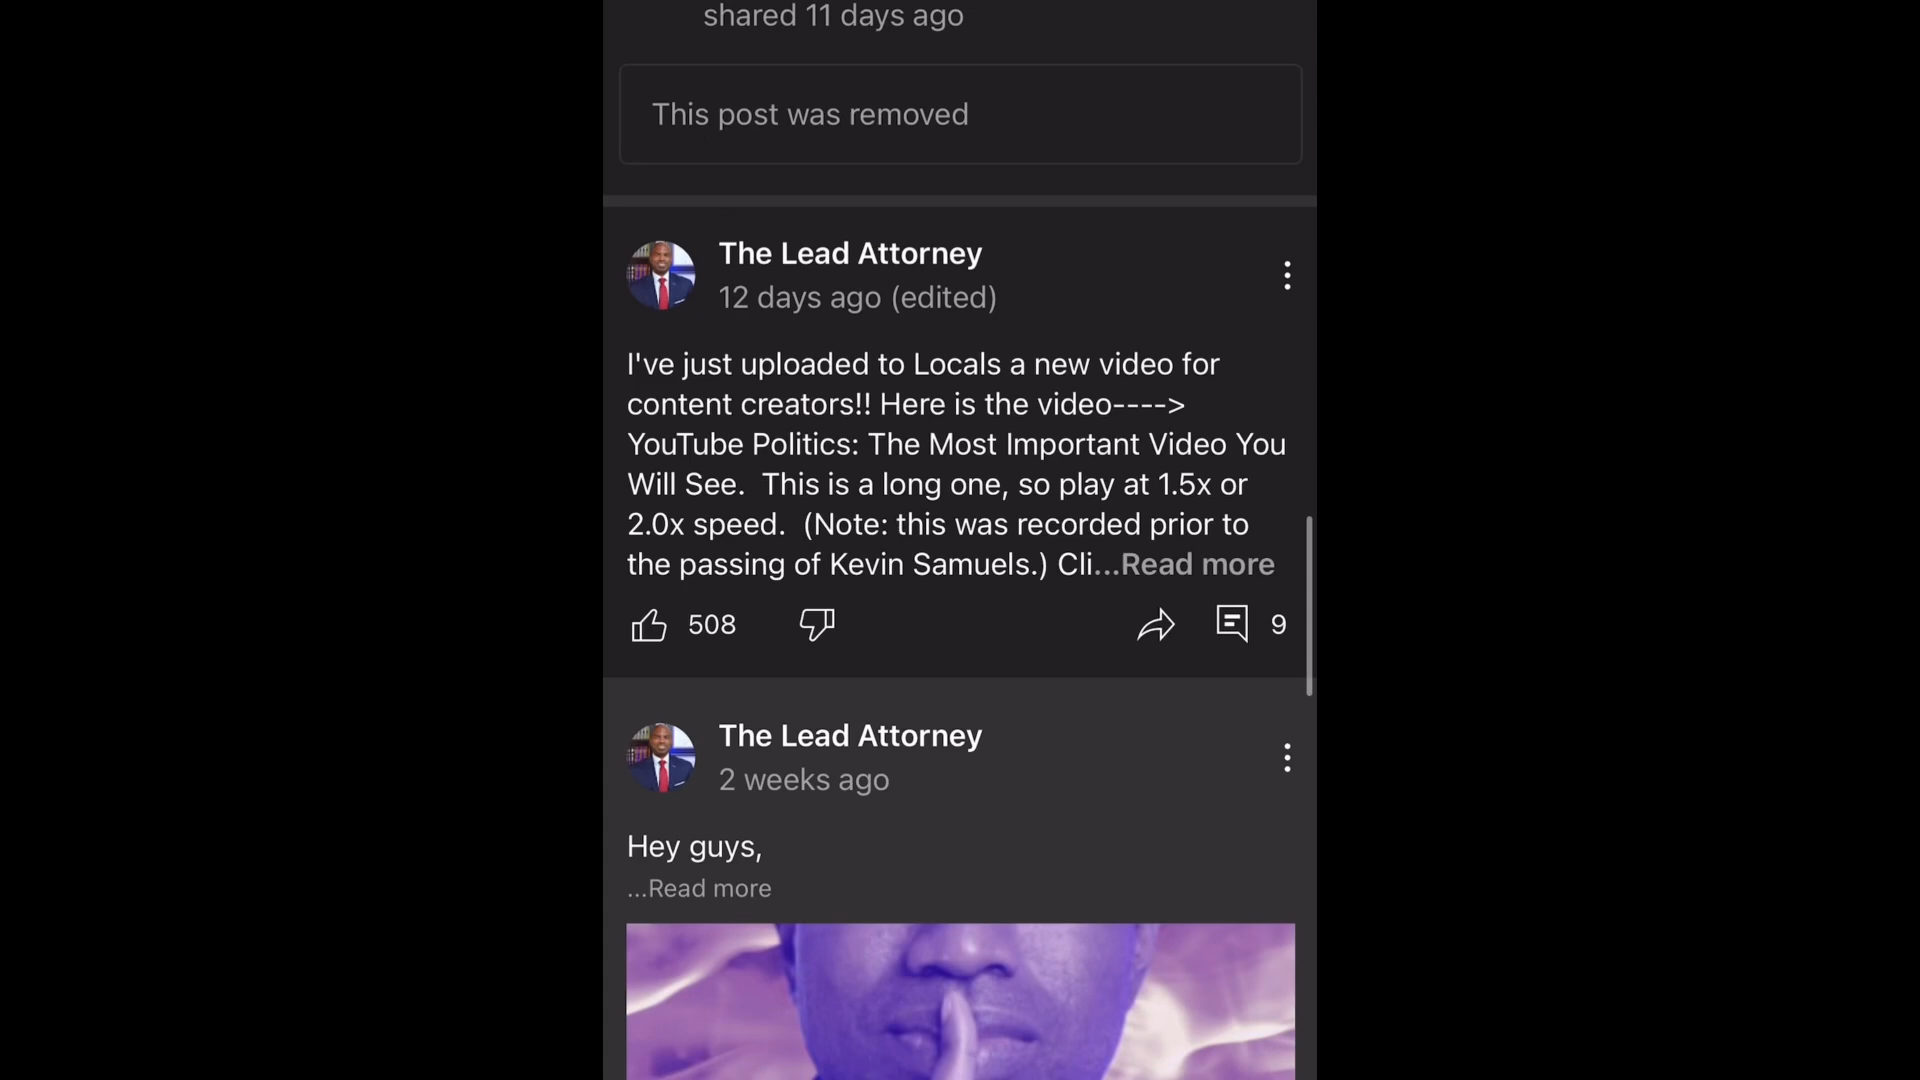 shared 11 days ago
This post was removed
The Lead Attorney
12 days ago (edited)
I've just uploaded to Locals a new video for
content creators!! Here is the video---->
YouTube Politics: The Most Important Video You
Will See.  This is a long one, so play at 1.5x or
2.0x speed.  (Note: this was recorded prior to
the passing of Kevin Samuels.) Cli...Read more
508
9
The Lead Attorney
2 weeks ago
Hey guys,
...Read more